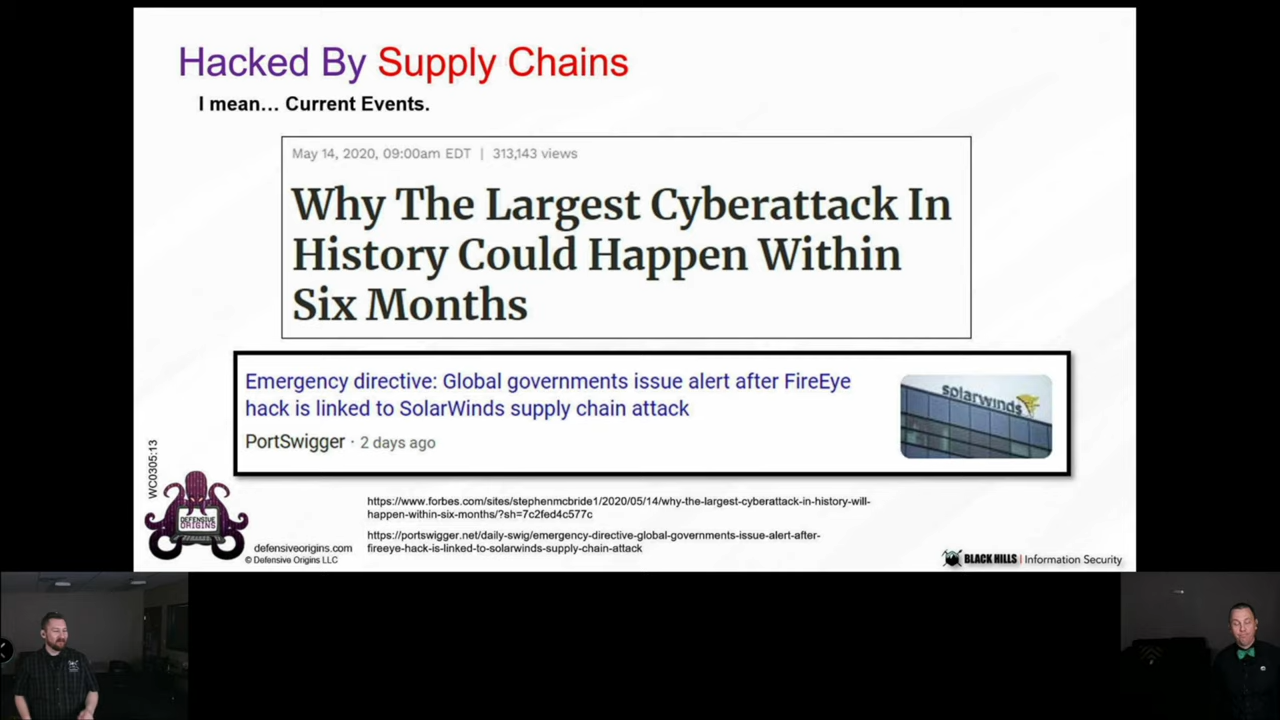 Hacked By Supply Chains
I mean… Current Events.
May 14, 2020, 09:00am EDT | 313,143 views
Why The Largest Cyberattack In
History Could Happen Within
Six Months
Emergency directive: Global governments issue alert after FireEye
hack is linked to SolarWinds supply chain attack
PortSwigger · 2 days ago
solarwinds
WC0305:13
DEFENSIVE
ORIGINS
https://www.forbes.com/sites/stephenmcbride1/2020/05/14/why-the-largest-cyberattack-in-history-will-
happen-within-six-months/?sh=7c2fed4c577c
https://portswigger.net/daily-swig/emergency-directive-global-governments-issue-alert-after-
fireeye-hack-is-linked-to-solarwinds-supply-chain-attack
defensiveorigins.com
© Defensive Origins LLC
BLACK HILLS | Information Security